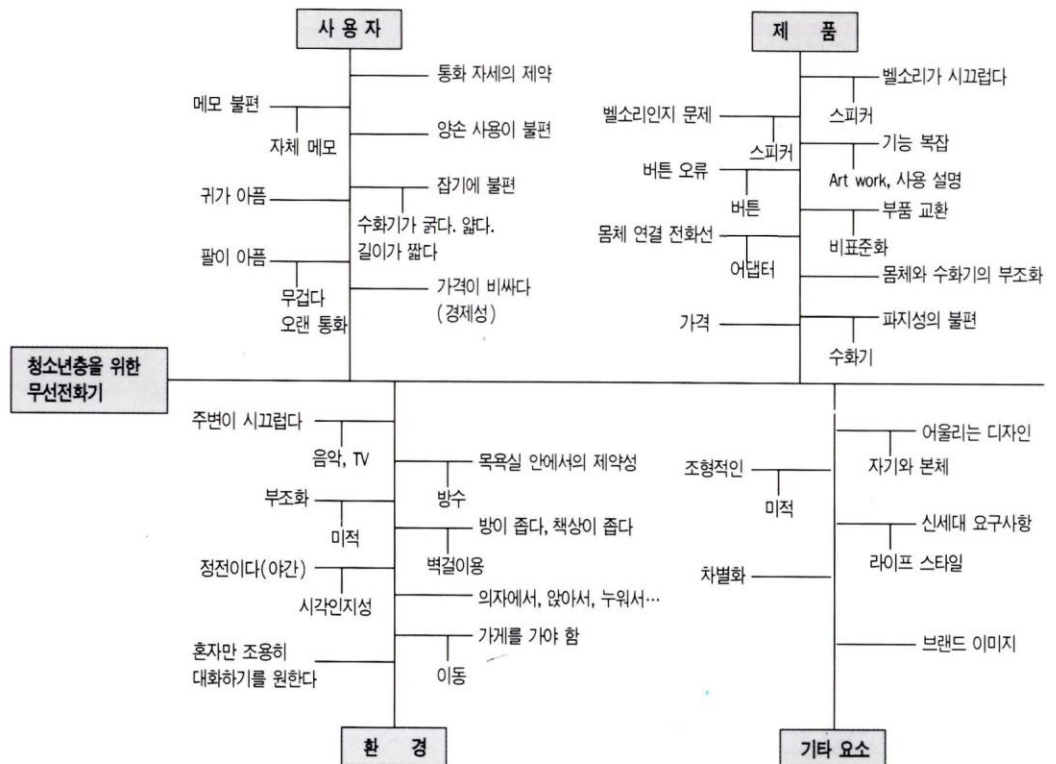 사 용 자
통화 자세의 제약
메모 불편
자체 메모
양손 사용이 불편
잡기에 불편
귀가 아픔
수화기가 굵다. 얇다.
길이가 짧다
팔이 아픔
무겁다
오랜 통화
가격이 비싸다
(경제성)
제 품
벨소리가 시끄럽다
스피커
벨소리인지 문제
스피커
기능 복잡
Art work, 사용 설명
버튼 오류
버튼
부품 교환
비표준화
몸체 연결 전화선
어댑터
몸체와 수화기의 부조화
가격
파지성의 불편
수화기
청소년층을 위한
무선전화기
주변이 시끄럽다
음악, TV
목욕실 안에서의 제약성
방수
부조화
미적
방이 좁다, 책상이 좁다
벽걸이용
정전이다(야간)
시각인지성
의자에서, 앉아서, 누워서…
가게를 가야 함
이동
혼자만 조용히
대화하기를 원한다
환 경
어울리는 디자인
자기와 본체
조형적인
미적
신세대 요구사항
라이프 스타일
차별화
브랜드 이미지
기타 요소